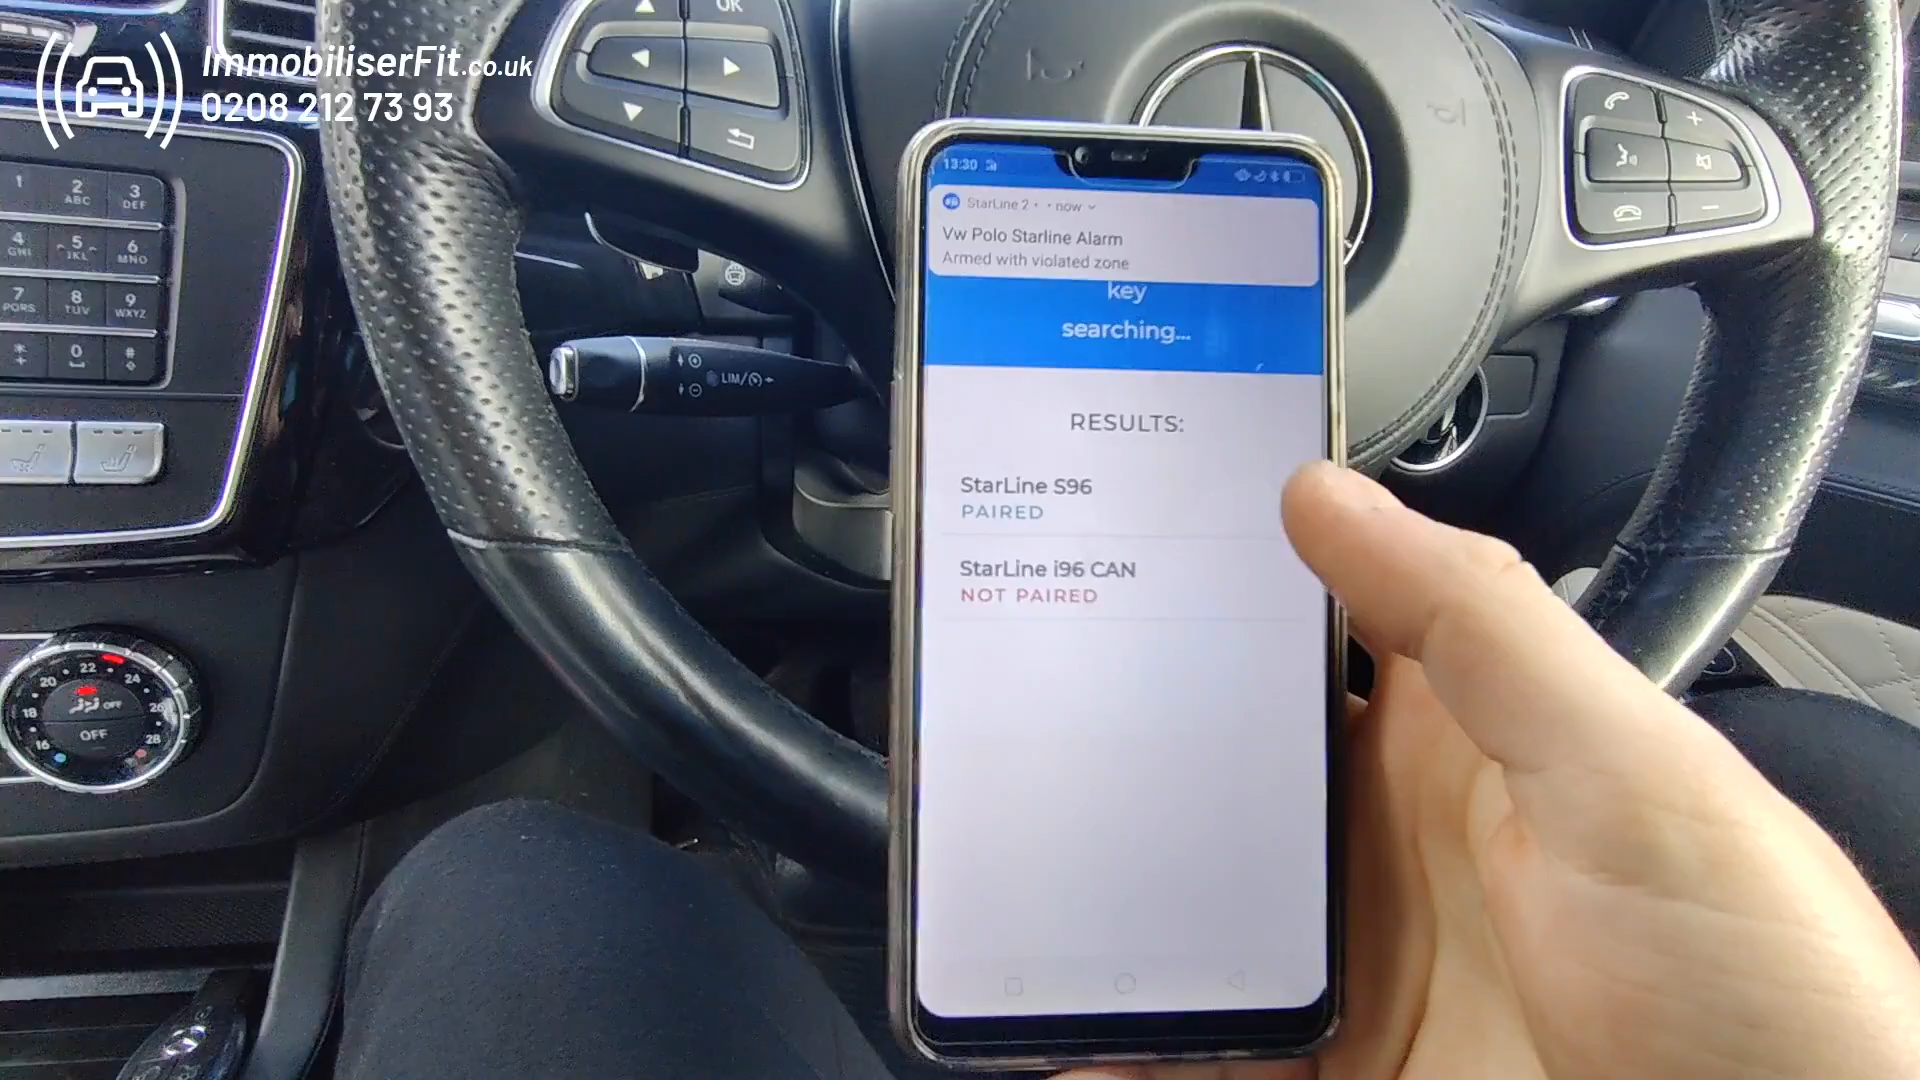 ImmobiliserFit.co.uk
0208 212 73 93
OK
13:30
StarLine 2 • • now
Vw Polo Starline Alarm
Armed with violated zone
key
searching...
RESULTS:
StarLine S96
PAIRED
StarLine i96 CAN
NOT PAIRED
LIM/
1 2 3
ABC DEF
4 5 6
GHI JKL MNO
7 8 9
PQRS TUV WXYZ
* 0 #
+
22
20 24
18 OFF 26
OFF
16 28
+
−